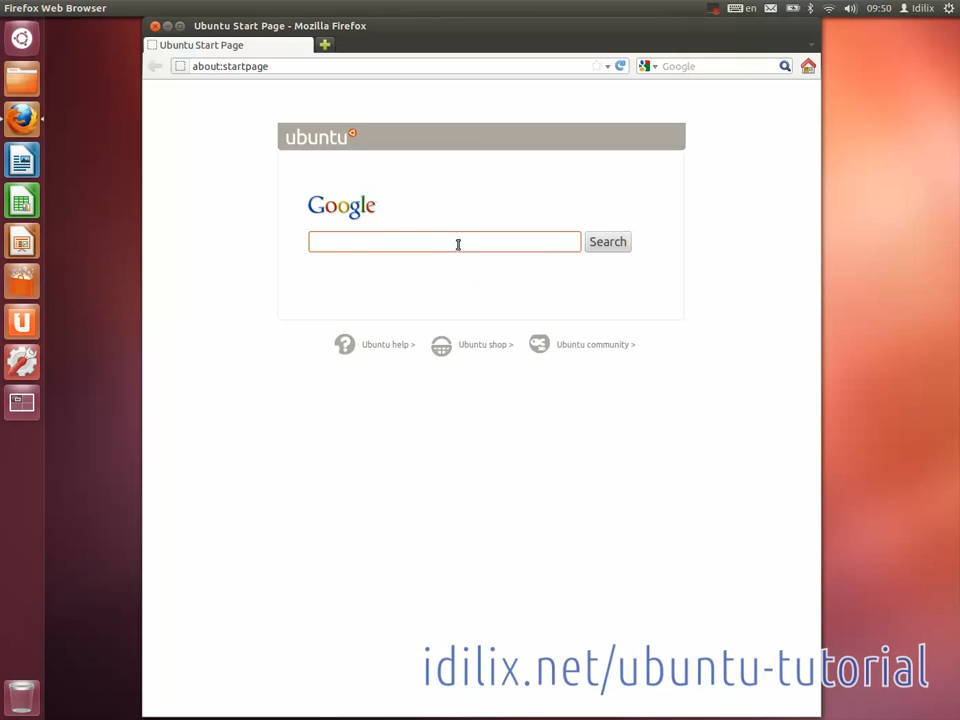 Firefox Web Browser
en
09:50
Idilix
Ubuntu Start Page - Mozilla Firefox
Ubuntu Start Page
about:startpage
Google
ubuntu
Google
Search
Ubuntu help >
Ubuntu shop >
Ubuntu community >
idilix.net/ubuntu-tutorial